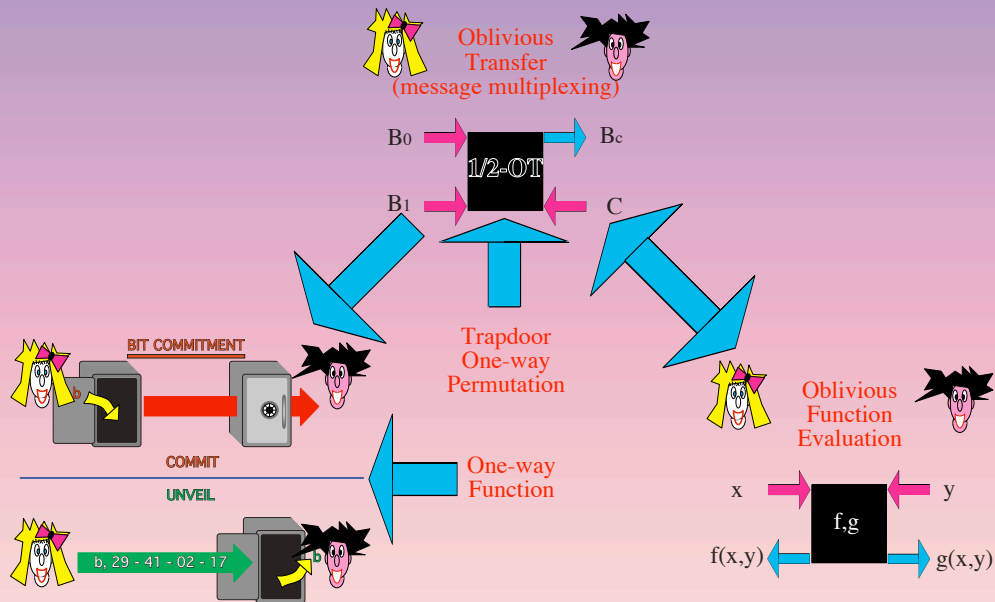 Oblivious
Transfer
(message multiplexing)
B0
Bc
1/2-OT
B1
C
Trapdoor
One-way
Permutation
BIT COMMITMENT
b
COMMIT
UNVEIL
One-way
Function
b, 29 - 41 - 02 - 17
b
Oblivious
Function
Evaluation
x
y
f,g
f(x,y)
g(x,y)